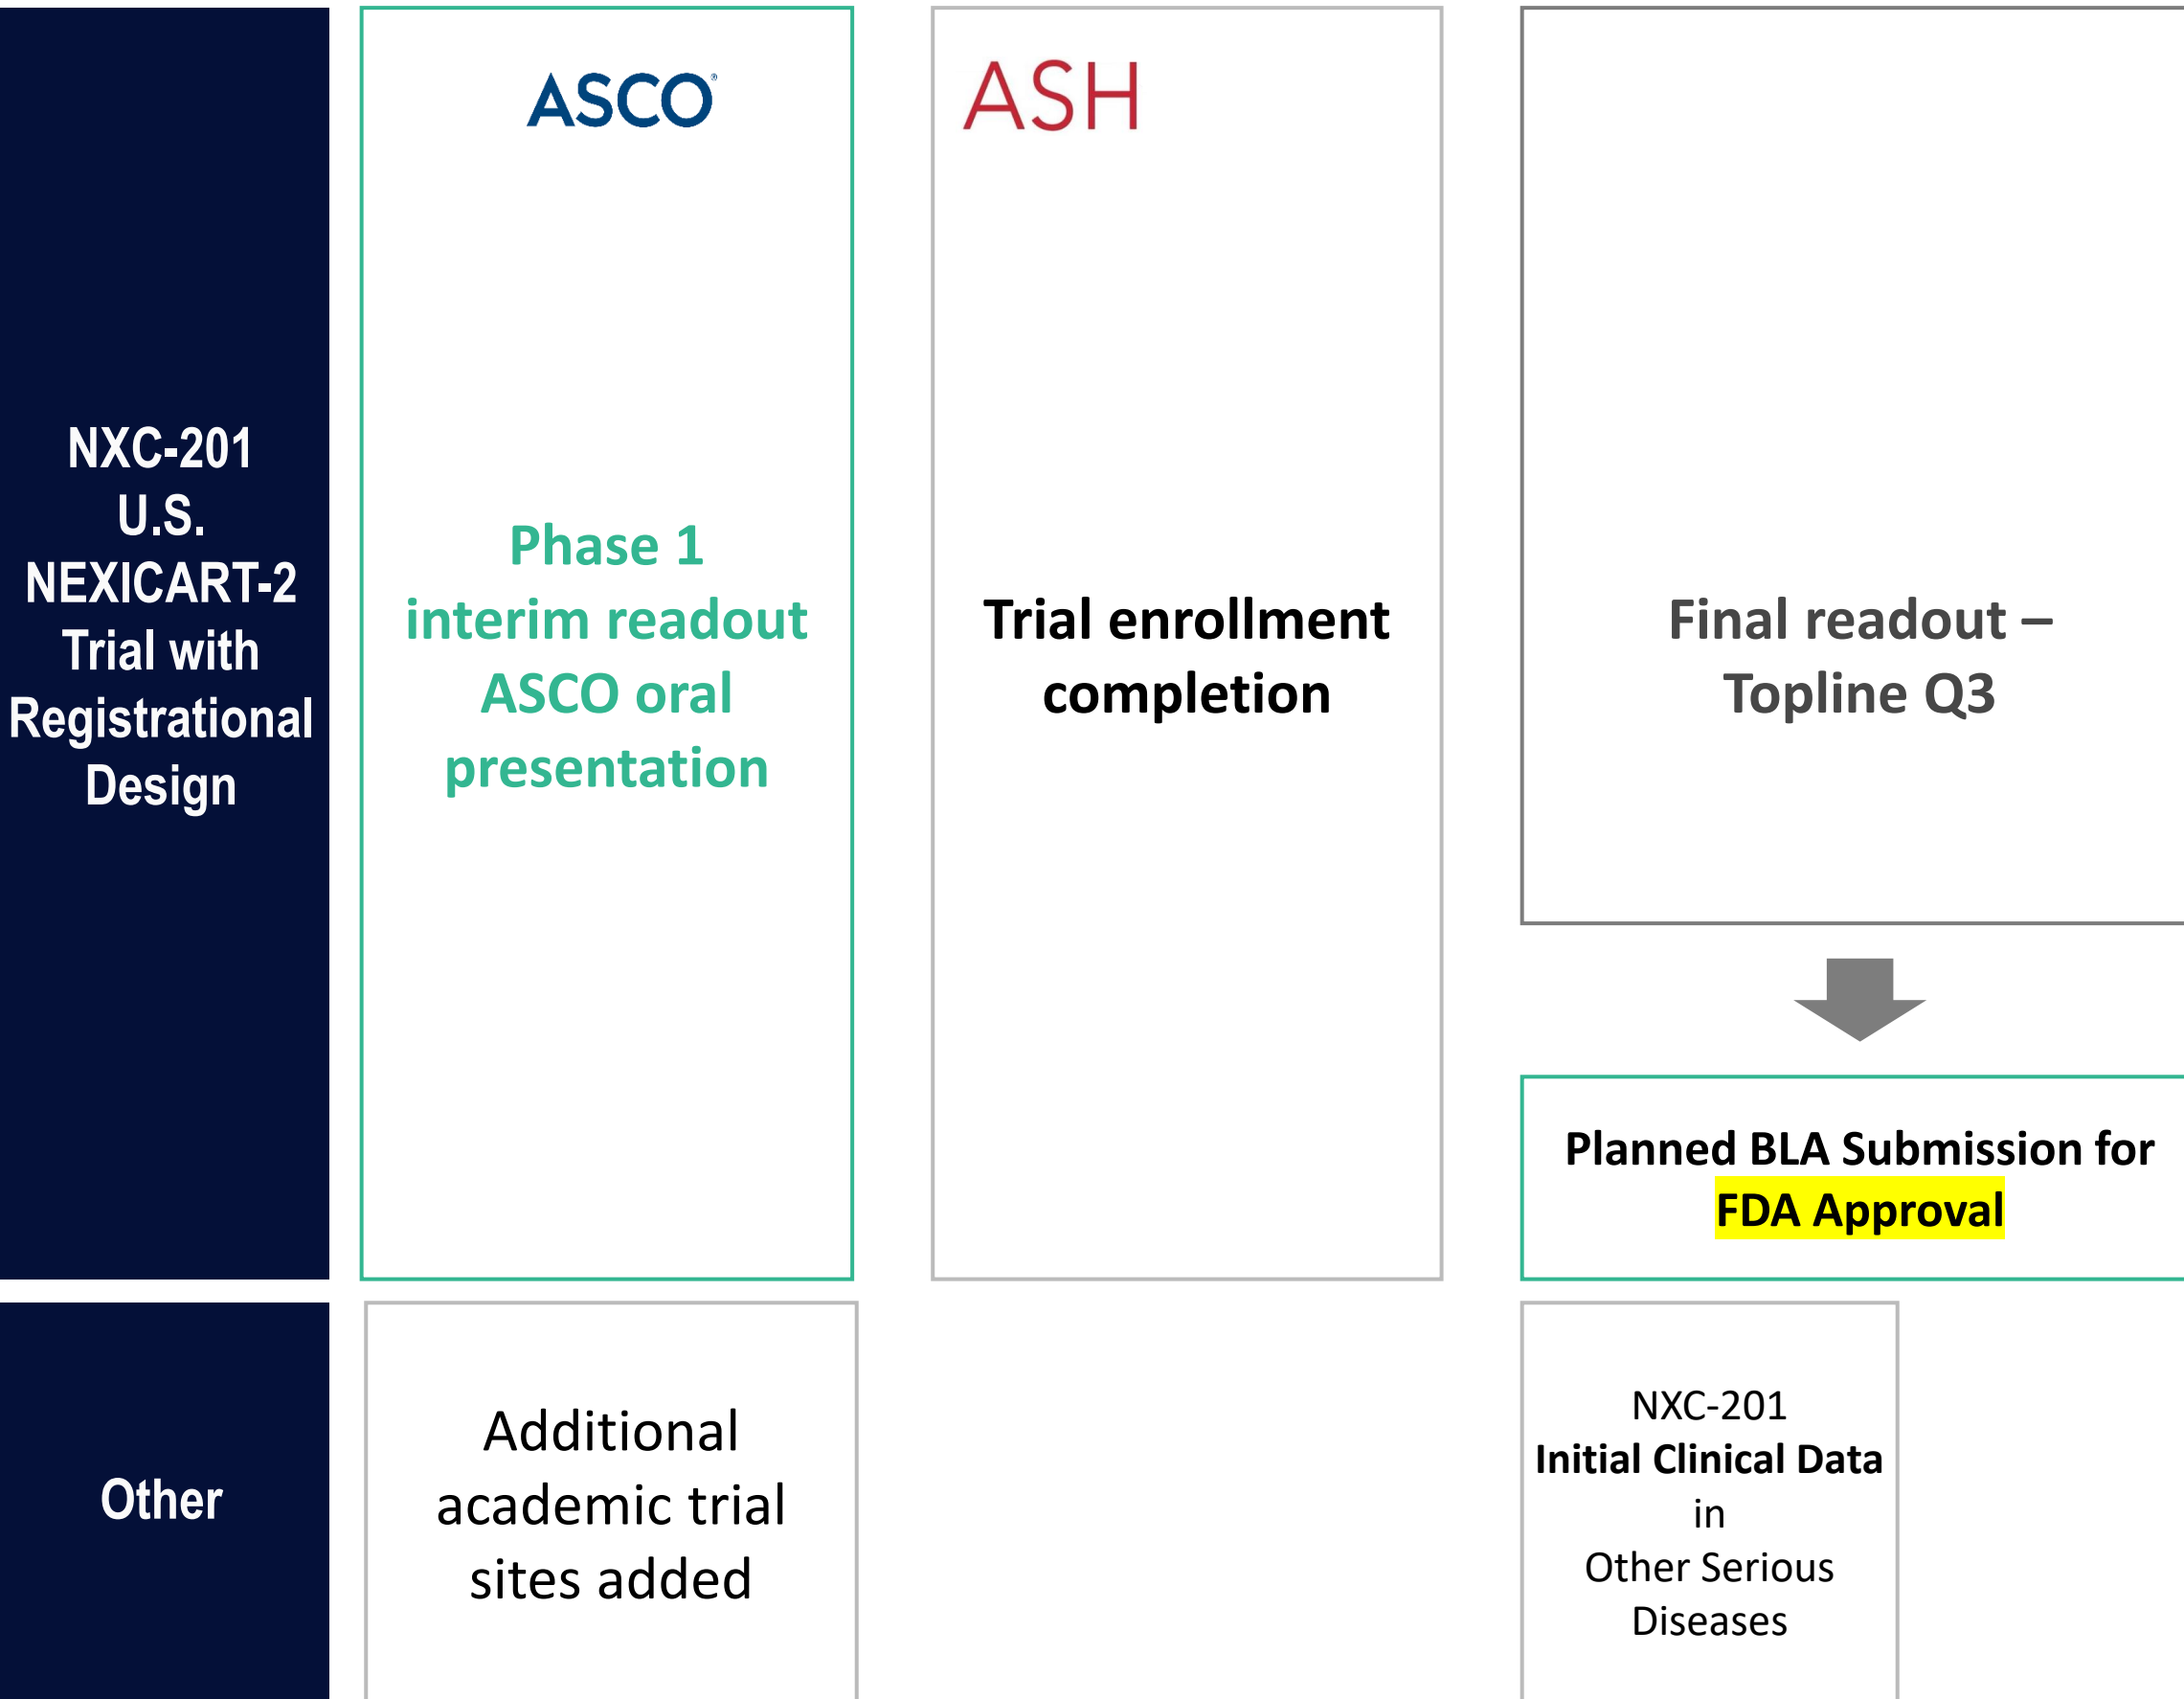 NXC-201
U.S.
NEXICART-2
Trial with
Registrational
Design
ASCO®
Phase 1
interim readout
ASCO oral
presentation
ASH
Trial enrollment
completion
Final readout –
Topline Q3
Planned BLA Submission for
FDA Approval
Other
Additional
academic trial
sites added
NXC-201
Initial Clinical Data
in
Other Serious
Diseases